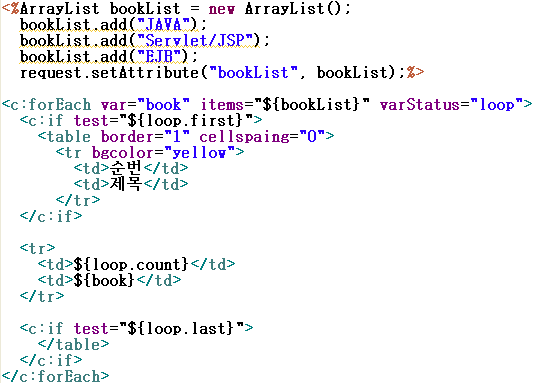 <%ArrayList bookList = new ArrayList();
  bookList.add("JAVA");
  bookList.add("Servlet/JSP");
  bookList.add("EJB");
  request.setAttribute("bookList", bookList);%>

<c:forEach var="book" items="${bookList}" varStatus="loop">
  <c:if test="${loop.first}">
    <table border="1" cellspaing="0">
      <tr bgcolor="yellow">
        <td>순번</td>
        <td>제목</td>
      </tr>
  </c:if>

  <tr>
    <td>${loop.count}</td>
    <td>${book}</td>
  </tr>

  <c:if test="${loop.last}">
    </table>
  </c:if>
</c:forEach>